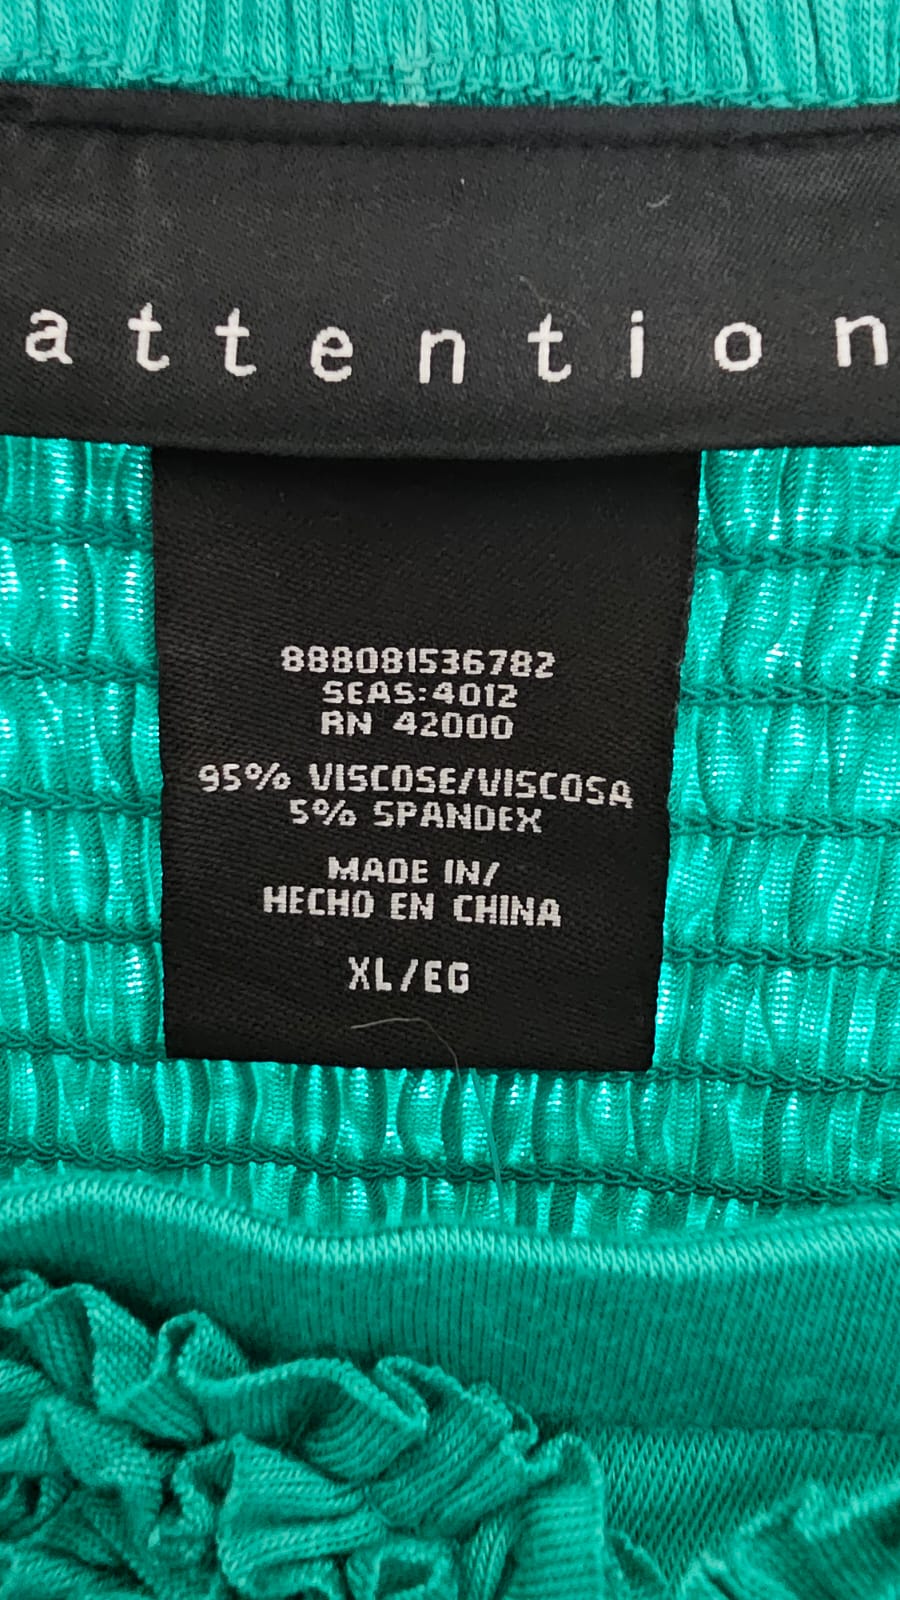 attention
888081536782
SEAS:4012
RN 42000
95% VISCOSE/VISCOSA
5% SPANDEX
MADE IN/
HECHO EN CHINA
XL/EG